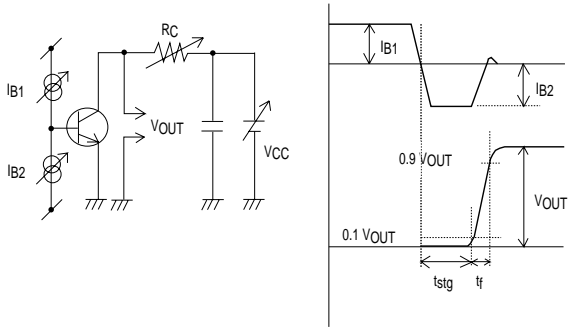 RC
IB1
VOUT
IB2
VCC
IB1
IB2
0.9 VOUT
VOUT
0.1 VOUT
tstg
tf